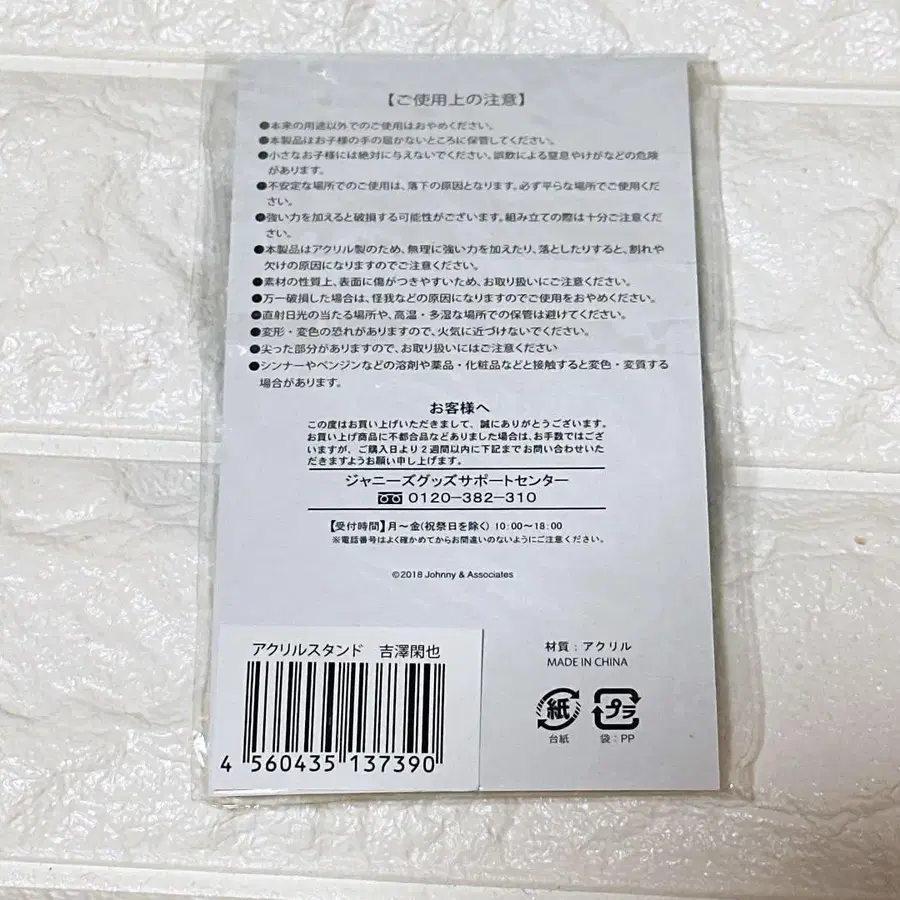 【ご使用上の注意】
●本来の用途以外でのご使用はおやめください。
●本製品はお子様の手の届かないところに保管してください。
●小さなお子様には絶対に与えないでください。誤飲による窒息やけがなどの危険
があります。
●不安定な場所でのご使用は、落下の原因となります。必ず平らな場所でご使用くだ
さい。
●強い力を加えると破損する可能性がございます。組み立ての際は十分ご注意くだ
さい。
●本製品はアクリル製のため、無理に強い力を加えたり、落としたりすると、割れや
欠けの原因になりますのでご注意ください。
●素材の性質上、表面に傷がつきやすいため、お取り扱いにご注意ください。
●万一破損した場合は、怪我などの原因になりますのでご使用をおやめください。
●直射日光の当たる場所や、高温・多湿な場所での保管は避けてください。
●変形・変色の恐れがありますので、火気に近づけないでください。
●尖った部分がありますので、お取り扱いにはご注意ください
●シンナーやベンジンなどの溶剤や薬品・化粧品などと接触すると変色・変質する
場合があります。
お客様へ
この度はお買い上げいただきまして、誠にありがとうございます。
お買い上げ商品に不都合品などありました場合は、お手数ではござ
いますが、ご購入日より2週間以内に下記までお問い合わせいた
だきますようお願い申し上げます。
ジャニーズグッズサポートセンター
0120-382-310
【受付時間】月～金(祝祭日を除く) 10:00～18:00
※電話番号はよく確かめてからお間違いのないようにご注意ください。
©2018 Johnny & Associates
アクリルスタンド 吉澤閑也
4 560435 137390
材質：アクリル
MADE IN CHINA
紙 プラ
台紙 袋：PP